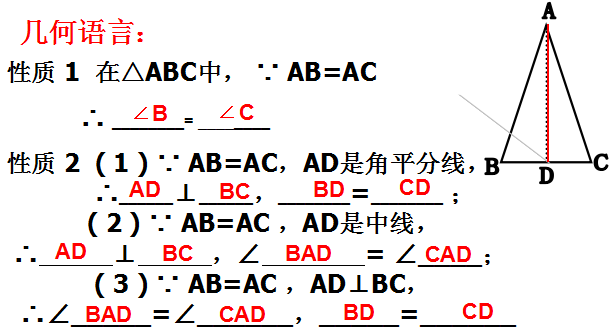 几何语言：
性质 1 在△ABC中， ∵ AB=AC
∴ ∠B = ∠C
性质 2（1）∵ AB=AC，AD是角平分线，
∴ AD ⊥ BC， BD = CD ；
（2）∵ AB=AC ，AD是中线，
∴ AD ⊥ BC，∠ BAD = ∠ CAD；
（3）∵ AB=AC ，AD⊥BC，
∴∠ BAD =∠ CAD ， BD = CD
A
B
D
C